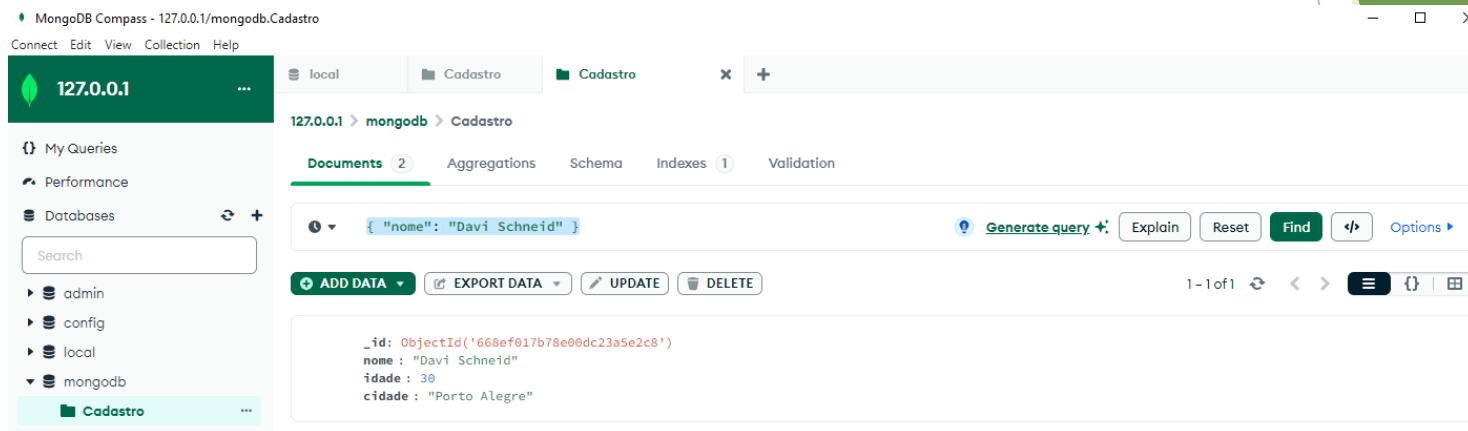 MongoDB Compass - 127.0.0.1/mongodb.Cadastro
Connect Edit View Collection Help
127.0.0.1 ...
local Cadastro Cadastro
127.0.0.1 > mongodb > Cadastro
{} My Queries
Documents 2 Aggregations Schema Indexes 1 Validation
Performance
Databases
{ "nome": "Davi Schneid" } Generate query Explain Reset Find </> Options
Search
ADD DATA EXPORT DATA UPDATE DELETE 1 – 1 of 1 {}
admin
config
local
mongodb
Cadastro ...
_id: ObjectId('668ef017b78e00dc23a5e2c8')
nome : "Davi Schneid"
idade : 30
cidade : "Porto Alegre"